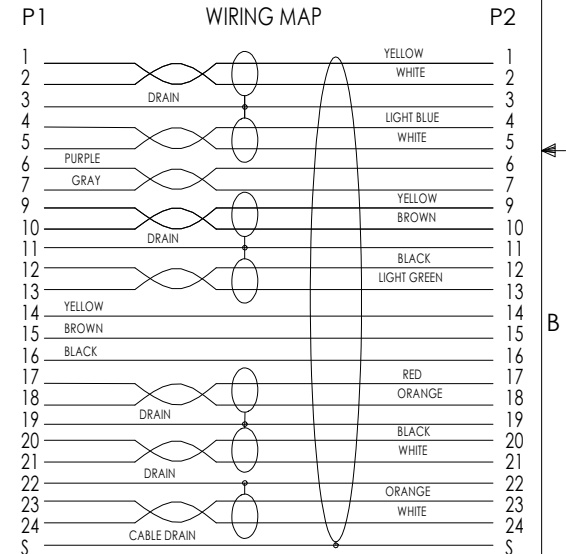 P1 WIRING MAP P2
1 YELLOW 1
2 WHITE 2
3 DRAIN 3
4 LIGHT BLUE 4
5 WHITE 5
6 PURPLE 6
7 GRAY 7
9 YELLOW 9
10 BROWN 10
11 DRAIN 11
12 BLACK 12
13 LIGHT GREEN 13
14 YELLOW 14
15 BROWN 15
16 BLACK 16
17 RED 17
18 ORANGE 18
19 DRAIN 19
20 BLACK 20
21 WHITE 21
22 DRAIN 22
23 ORANGE 23
24 WHITE 24
S CABLE DRAIN S
B